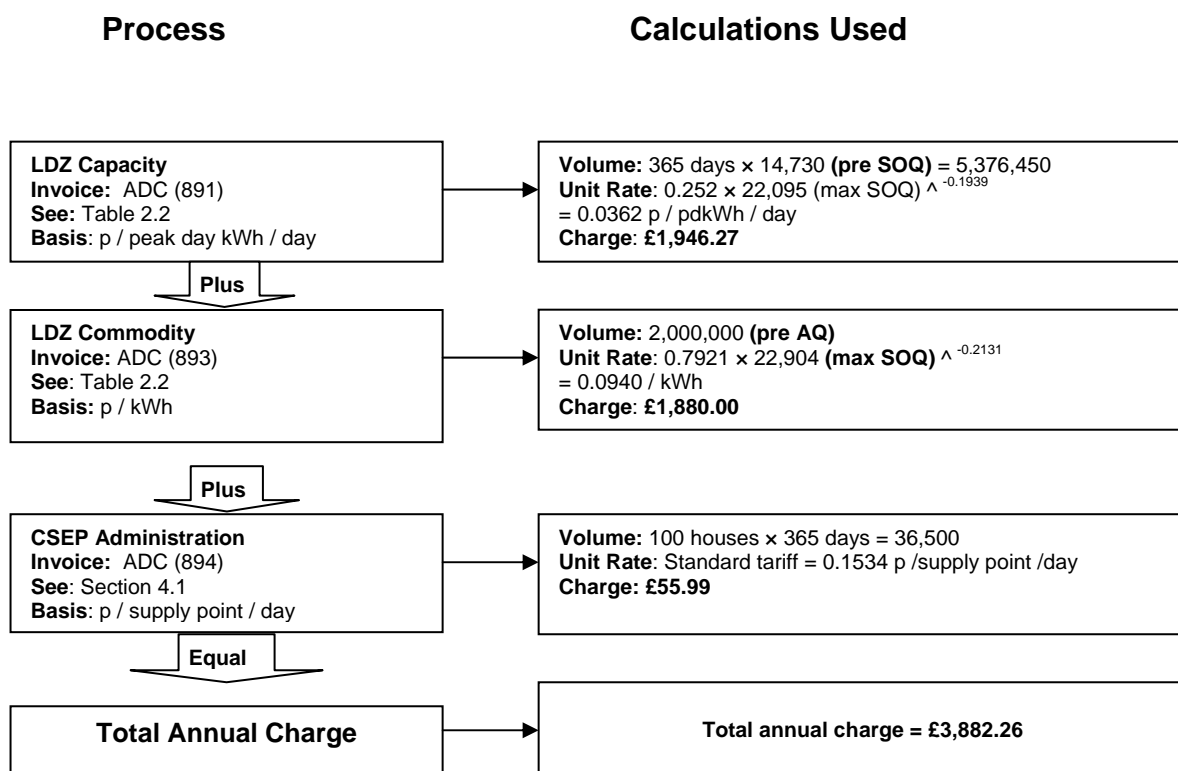 Process
Calculations Used
LDZ Capacity
Invoice: ADC (891)
See: Table 2.2
Basis: p / peak day kWh / day
Volume: 365 days × 14,730 (pre SOQ) = 5,376,450
Unit Rate: 0.252 × 22,095 (max SOQ) ^ -0.1939
= 0.0362 p / pdkWh / day
Charge: £1,946.27
Plus
LDZ Commodity
Invoice: ADC (893)
See: Table 2.2
Basis: p / kWh
Volume: 2,000,000 (pre AQ)
Unit Rate: 0.7921 × 22,904 (max SOQ) ^ -0.2131
= 0.0940 / kWh
Charge: £1,880.00
Plus
CSEP Administration
Invoice: ADC (894)
See: Section 4.1
Basis: p / supply point / day
Volume: 100 houses × 365 days = 36,500
Unit Rate: Standard tariff = 0.1534 p /supply point /day
Charge: £55.99
Equal
Total Annual Charge
Total annual charge = £3,882.26